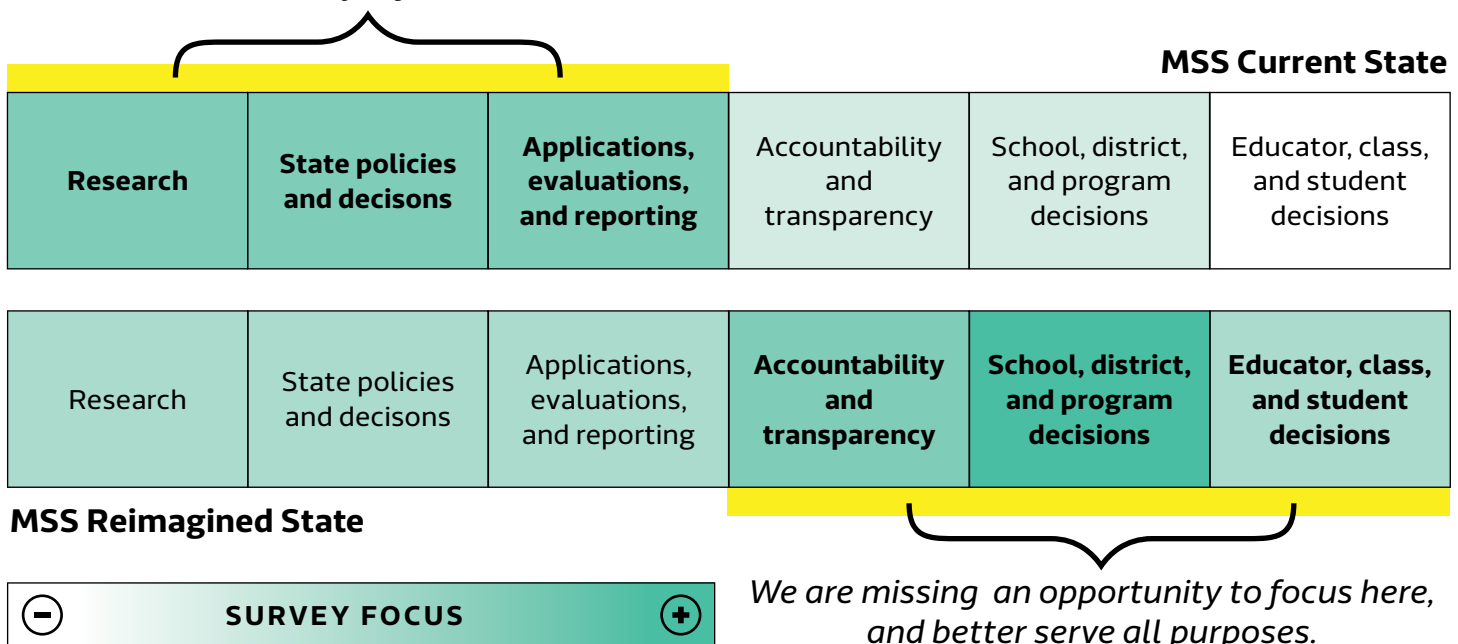 MSS Current State
Research
State policies
and decisons
Applications,
evaluations,
and reporting
Accountability
and
transparency
School, district,
and program
decisions
Educator, class,
and student
decisions
Research
State policies
and decisons
Applications,
evaluations,
and reporting
Accountability
and
transparency
School, district,
and program
decisions
Educator, class,
and student
decisions
MSS Reimagined State
SURVEY FOCUS
We are missing an opportunity to focus here,
and better serve all purposes.